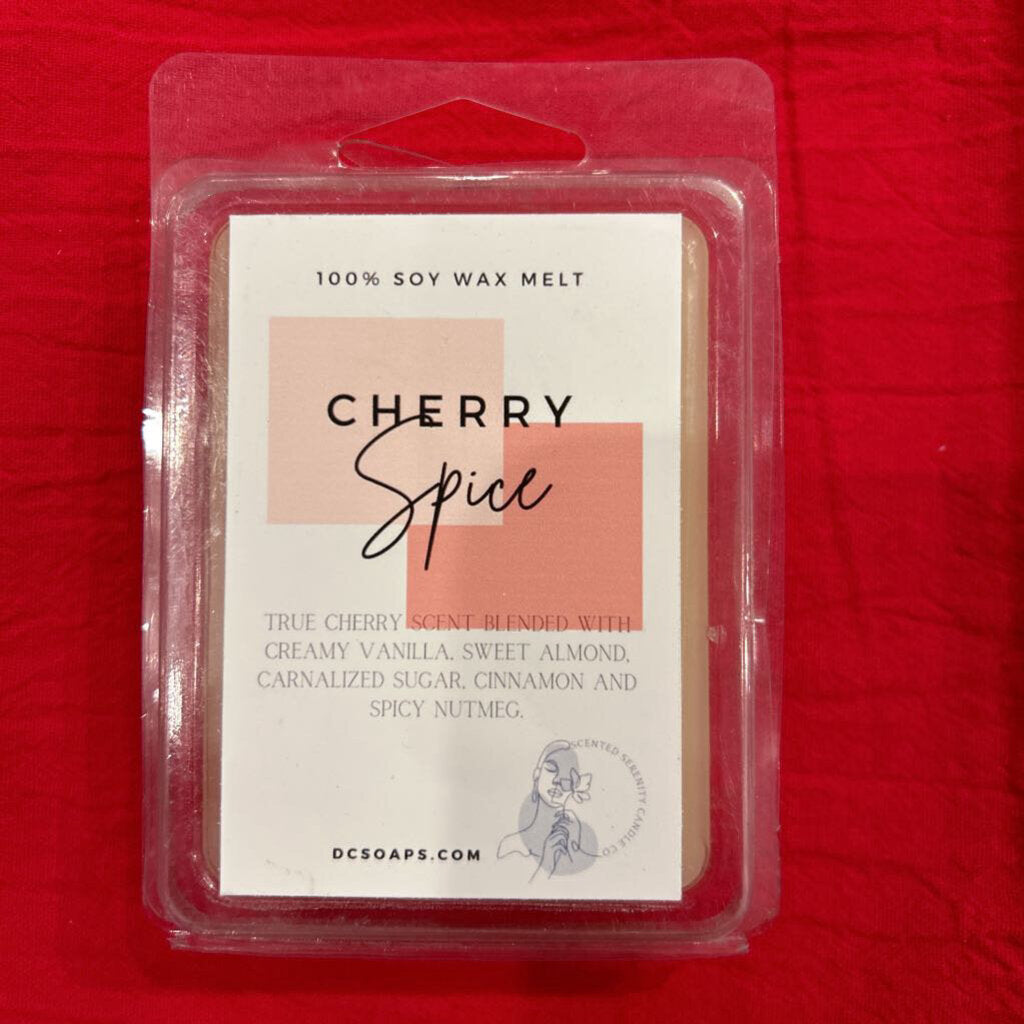 100% SOY WAX MELT
CHERRY
Spice
TRUE CHERRY SCENT BLENDED WITH
CREAMY VANILLA, SWEET ALMOND,
CARNALIZED SUGAR, CINNAMON AND
SPICY NUTMEG.
SCENTED SERENITY CANDLE CO
DCSOAPS.COM